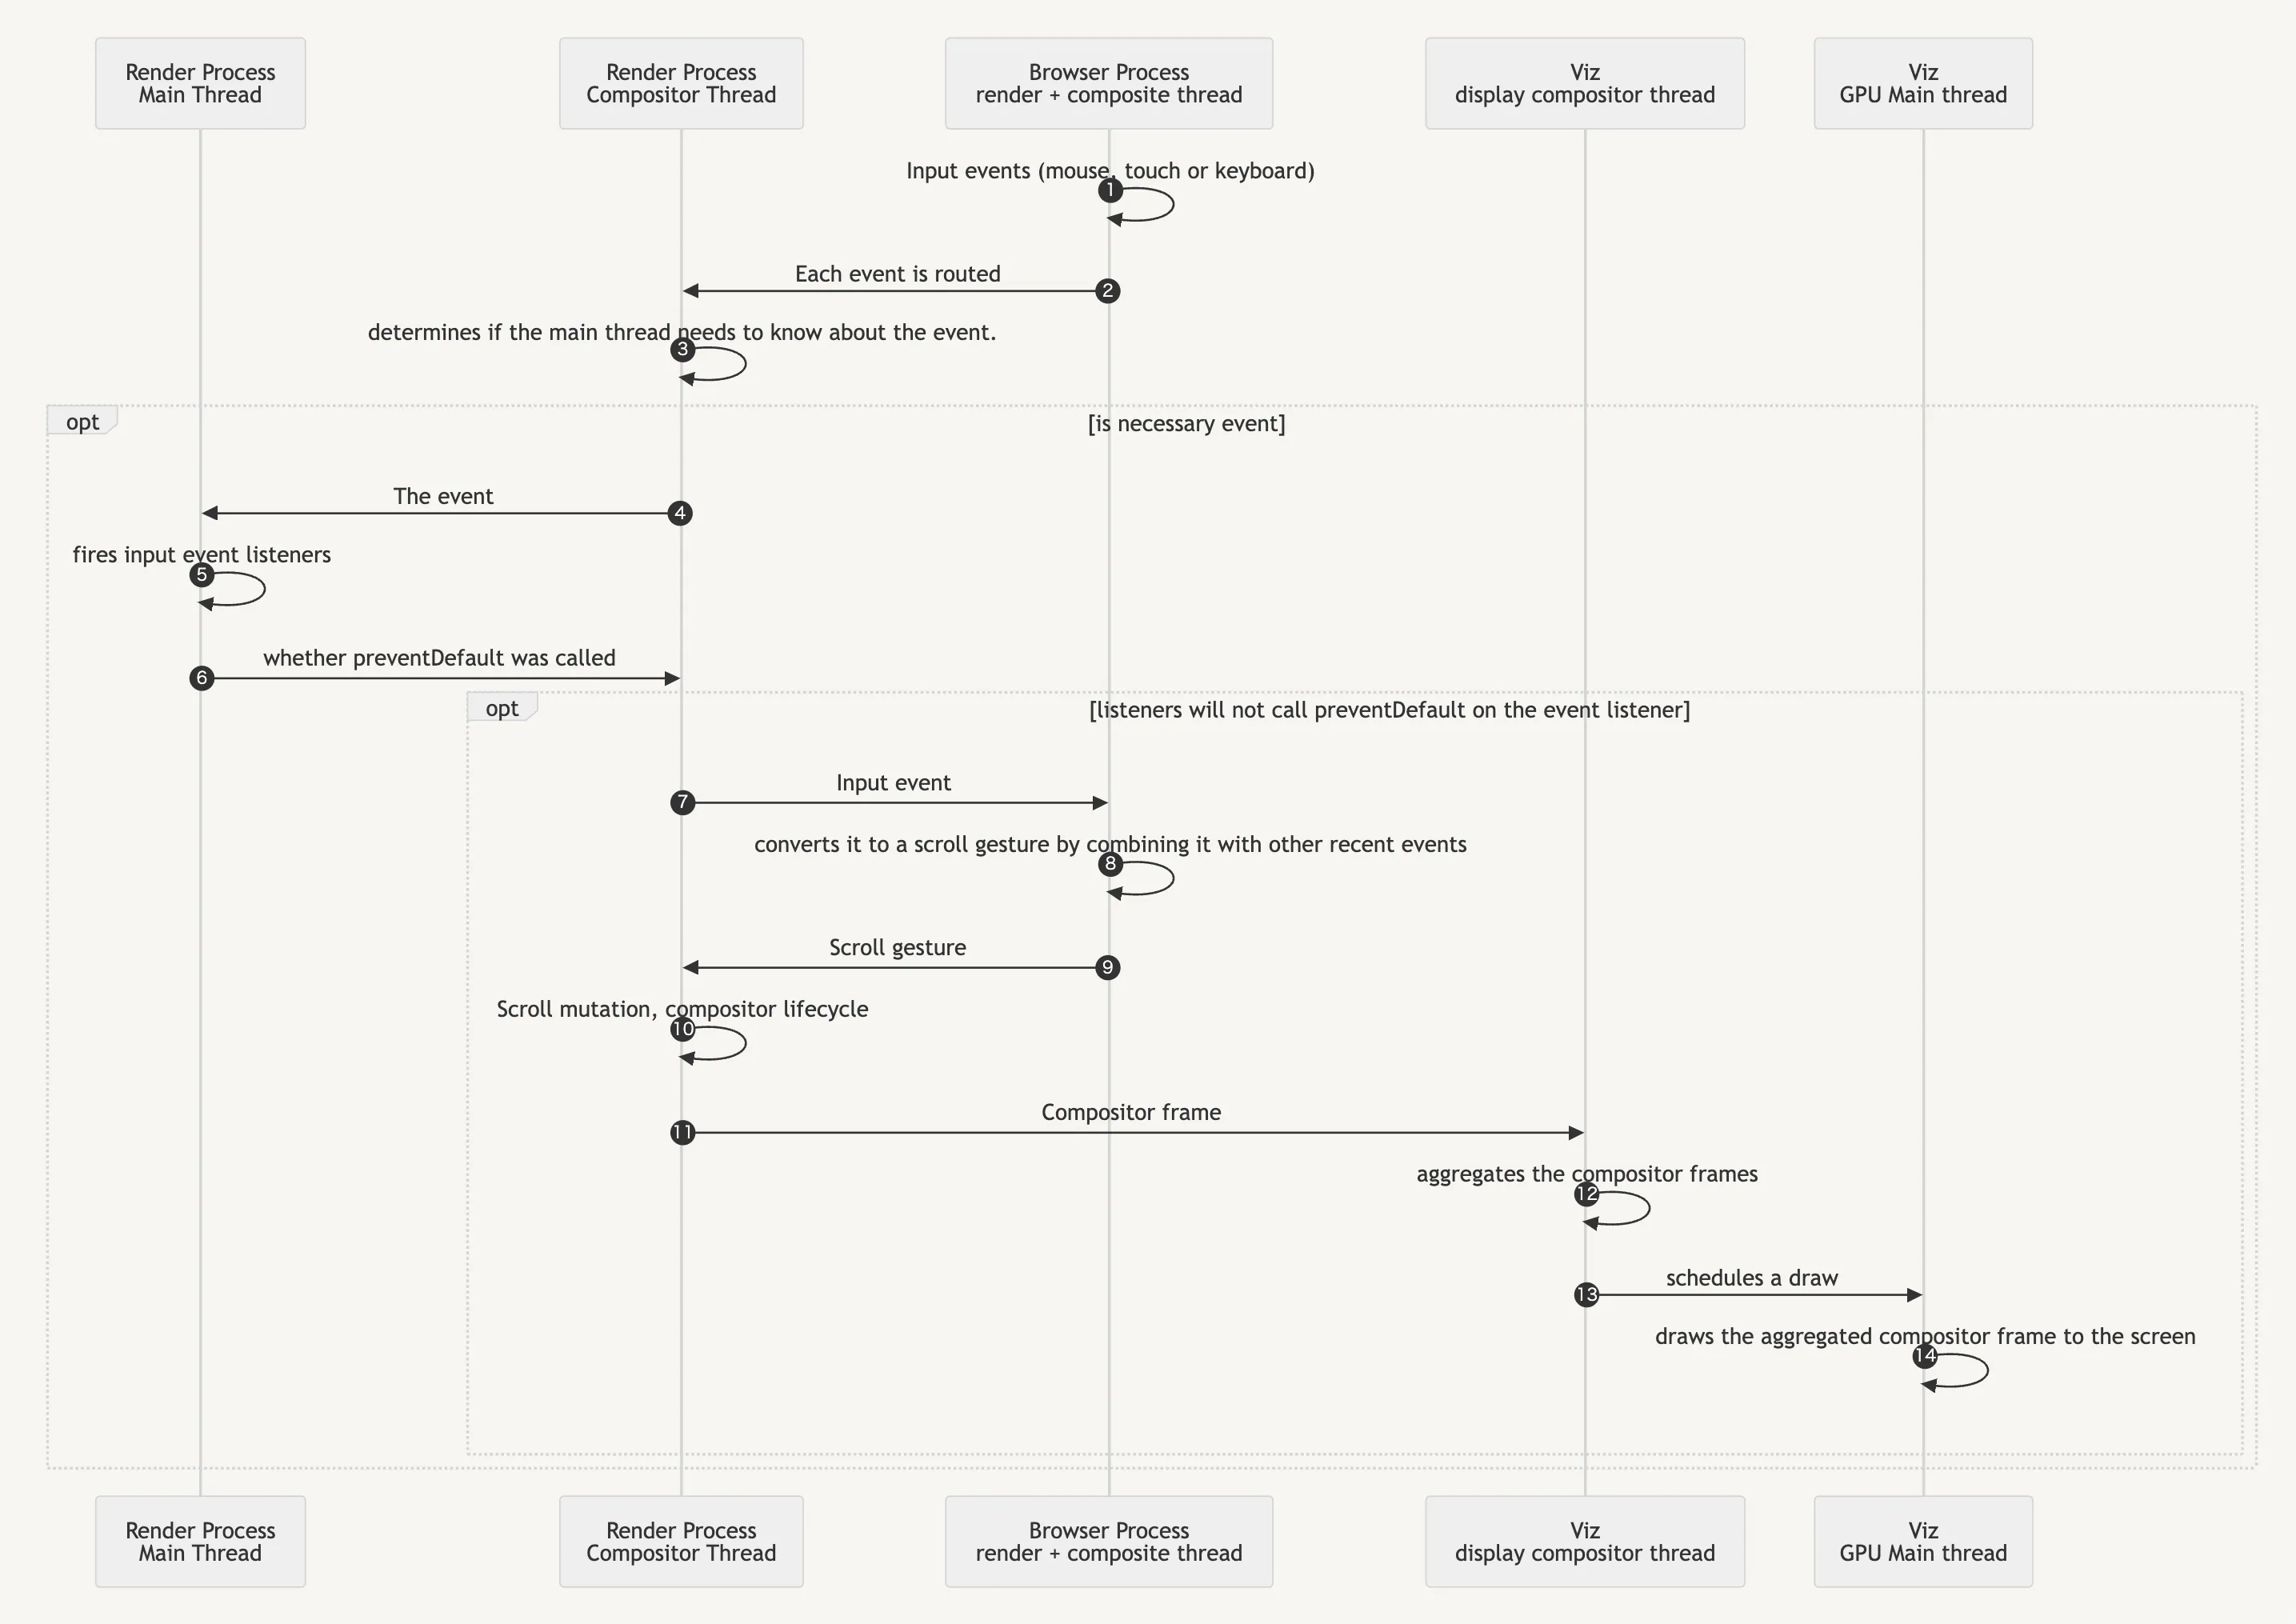 Render Process
Main Thread
Render Process
Compositor Thread
Browser Process
render + composite thread
Viz
display compositor thread
Viz
GPU Main thread
Input events (mouse, touch or keyboard)
1
Each event is routed
2
determines if the main thread needs to know about the event.
3
opt
[is necessary event]
The event
4
fires input event listeners
5
whether preventDefault was called
6
opt
[listeners will not call preventDefault on the event listener]
Input event
7
converts it to a scroll gesture by combining it with other recent events
8
Scroll gesture
9
Scroll mutation, compositor lifecycle
10
Compositor frame
11
aggregates the compositor frames
12
schedules a draw
13
draws the aggregated compositor frame to the screen
14
Render Process
Main Thread
Render Process
Compositor Thread
Browser Process
render + composite thread
Viz
display compositor thread
Viz
GPU Main thread